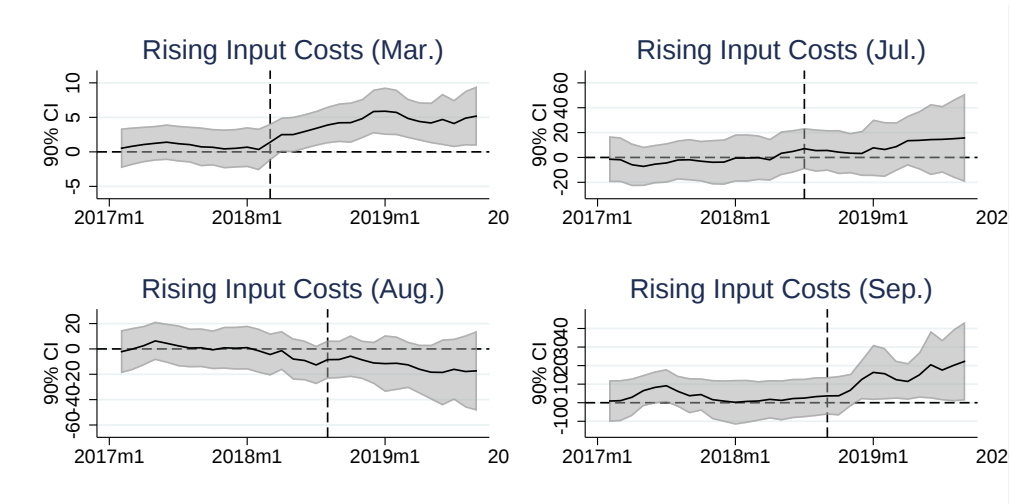 Rising Input Costs (Mar.)
90% CI
10
5
0
-5
2017m1 2018m1 2019m1 20
Rising Input Costs (Jul.)
90% CI
60
40
20
0
-20
2017m1 2018m1 2019m1 202
Rising Input Costs (Aug.)
90% CI
20
0
-20
-40
-60
2017m1 2018m1 2019m1 20
Rising Input Costs (Sep.)
90% CI
40
30
20
10
0
-10
2017m1 2018m1 2019m1 202